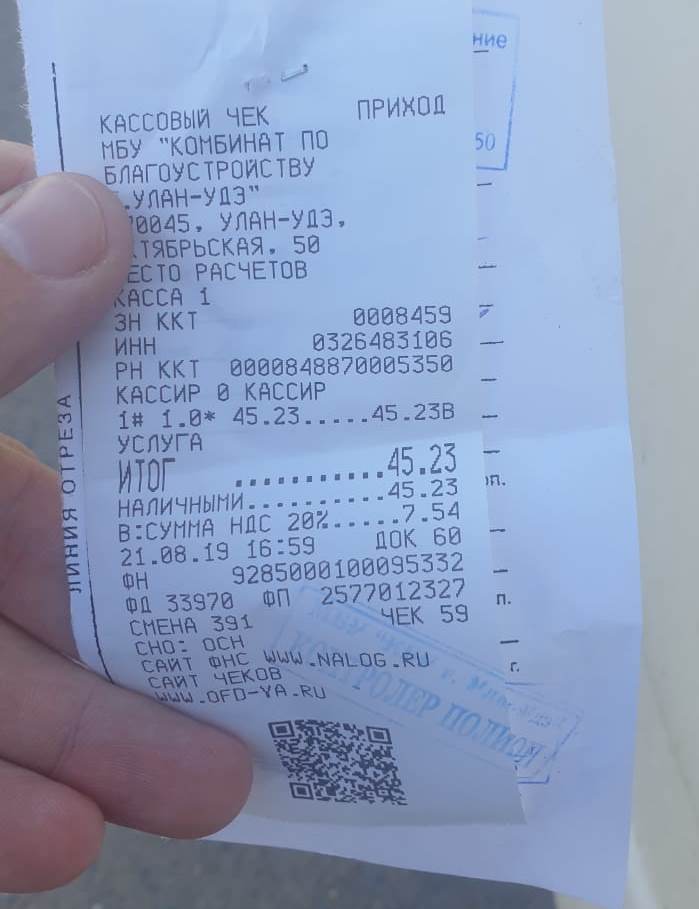 ние
50
КАССОВЫЙ ЧЕК ПРИХОД
МБУ "КОМБИНАТ ПО
БЛАГОУСТРОЙСТВУ
.УЛАН-УДЭ"
70045, УЛАН-УДЭ,
КТЯБРЬСКАЯ, 50
ЕСТО РАСЧЕТОВ
КАССА 1
ЗН ККТ 0008459
ИНН 0326483106
РН ККТ 0000848870005350
КАССИР 0 КАССИР
1# 1.0* 45.23.....45.23В
УСЛУГА
ИТОГ ..........45.23
НАЛИЧНЫМИ..........45.23
В:СУММА НДС 20%.....7.54
21.08.19 16:59 ДОК 60
ФН 9285000100095332
ФД 33970 ФП 2577012327
СМЕНА 391 ЧЕК 59
СНО: ОСН
САЙТ ФНС WWW.NALOG.RU
САЙТ ЧЕКОВ
WWW.OFD-YA.RU
ЛИНИЯ ОТРЕЗА
КОНТРОЛЕР ПОЛИГОН
п.
п.
г.